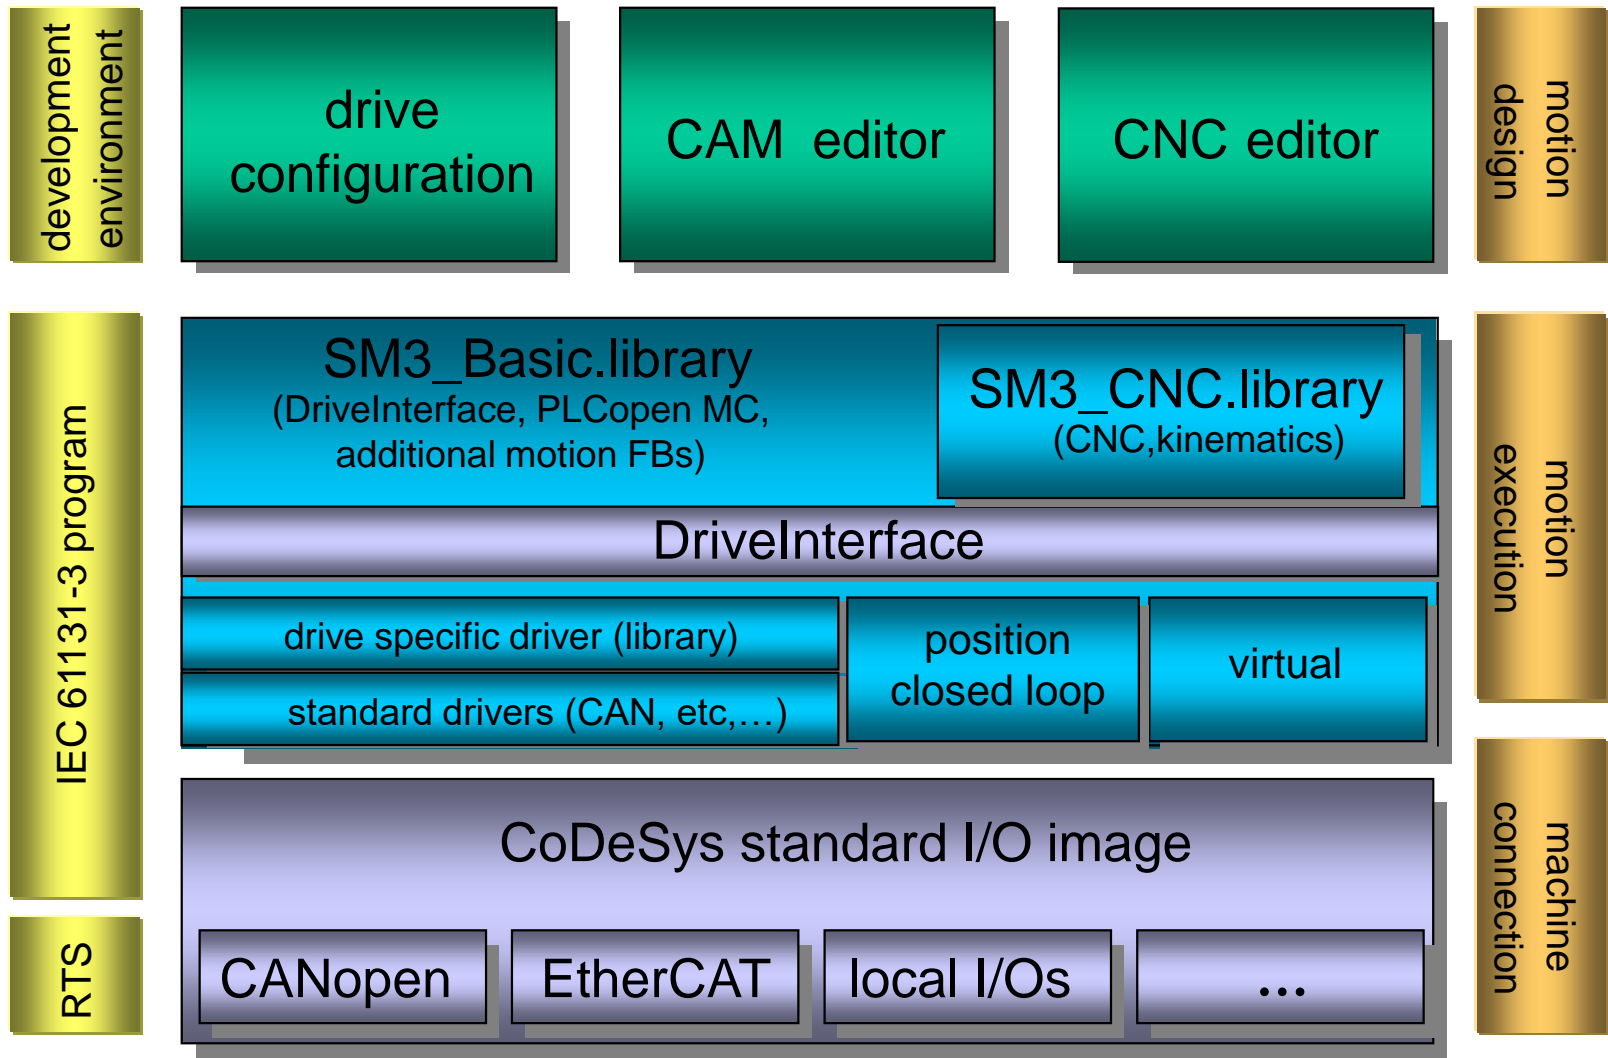 development
environment
drive
configuration
CAM editor
CNC editor
motion
design
IEC 61131-3 program
SM3_Basic.library
(DriveInterface, PLCopen MC,
additional motion FBs)
SM3_CNC.library
(CNC,kinematics)
motion
execution
DriveInterface
drive specific driver (library)
standard drivers (CAN, etc,…)
position
closed loop
virtual
CoDeSys standard I/O image
machine
connection
RTS
CANopen
EtherCAT
local I/Os
...